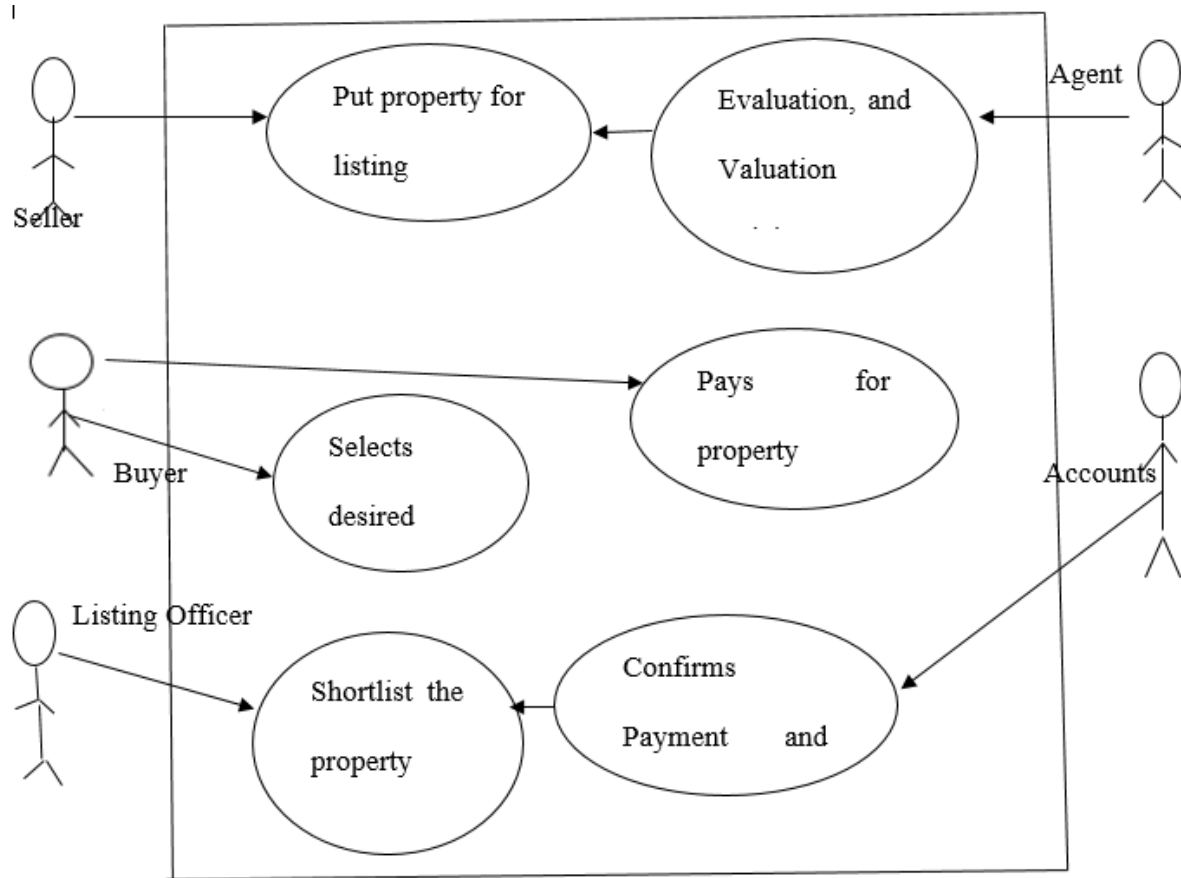 Agent
Put property for
listing
Evaluation, and
Valuation
Seller
Pays for
property
Selects
desired
Buyer
Accounts
Listing Officer
Shortlist the
property
Confirms
Payment and